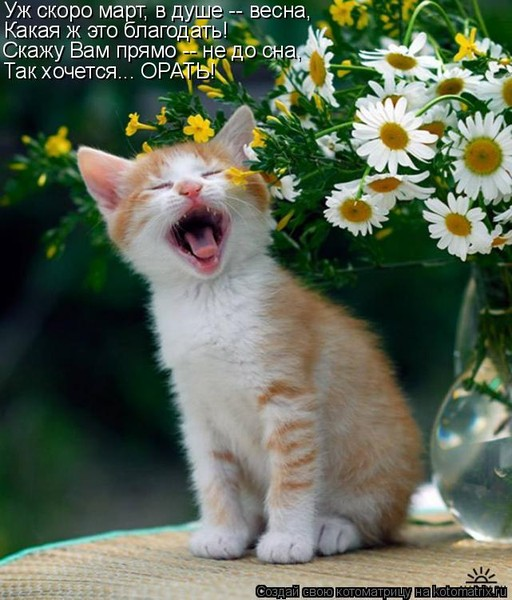 Уж скоро март, в душе -- весна,
Какая ж это благодать!
Скажу Вам прямо -- не до сна,
Так хочется... ОРАТЬ!
Создай свою котоматрицу на kotomatrix.ru